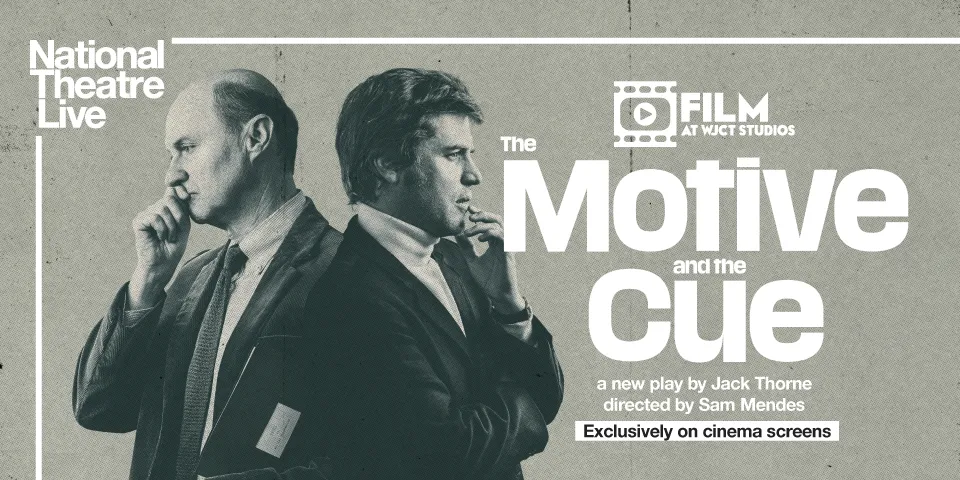 National
Theatre
Live
FILM
AT WJCT STUDIOS
The
Motive
and the
Cue
a new play by Jack Thorne
directed by Sam Mendes
Exclusively on cinema screens